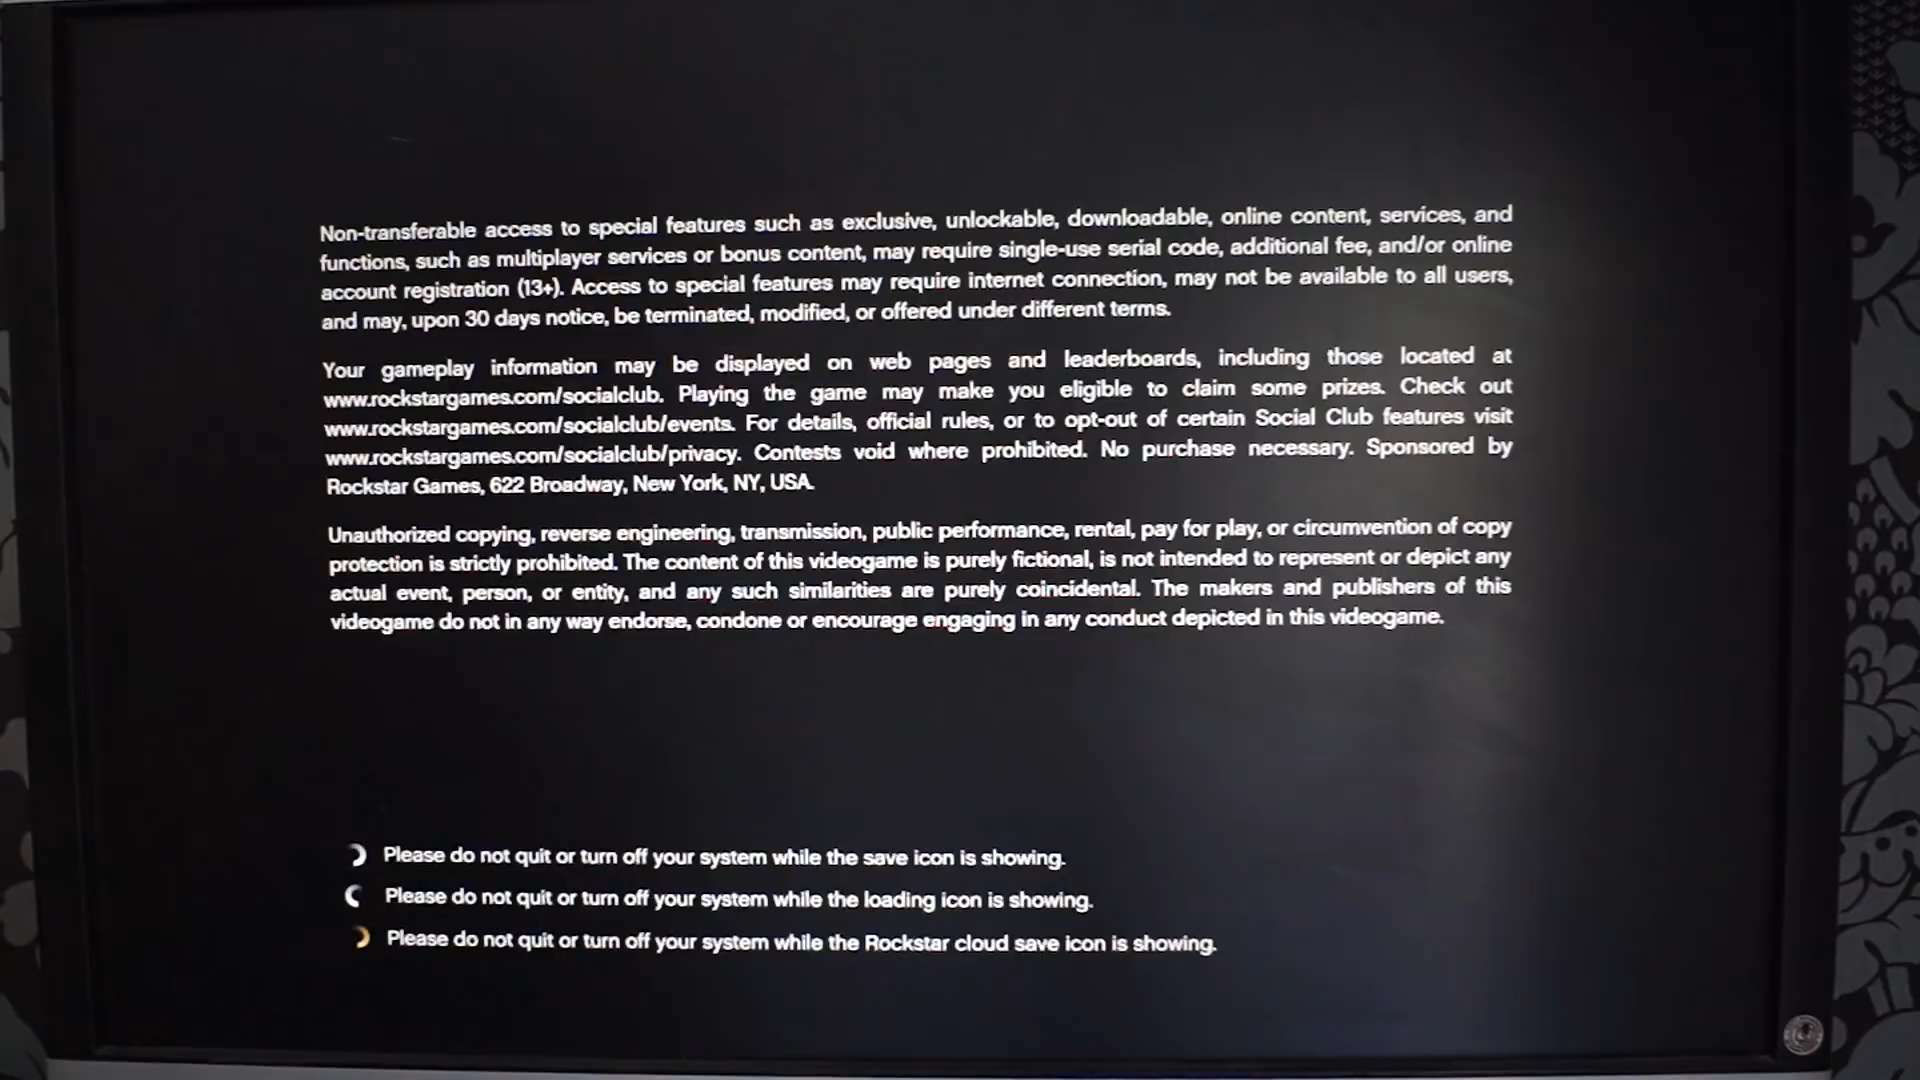 Non-transferable access to special features such as exclusive, unlockable, downloadable, online content, services, and
functions, such as multiplayer services or bonus content, may require single-use serial code, additional fee, and/or online
account registration (13+). Access to special features may require internet connection, may not be available to all users,
and may, upon 30 days notice, be terminated, modified, or offered under different terms.
Your gameplay information may be displayed on web pages and leaderboards, including those located at
www.rockstargames.com/socialclub. Playing the game may make you eligible to claim some prizes. Check out
www.rockstargames.com/socialclub/events. For details, official rules, or to opt-out of certain Social Club features visit
www.rockstargames.com/socialclub/privacy. Contests void where prohibited. No purchase necessary. Sponsored by
Rockstar Games, 622 Broadway, New York, NY, USA.
Unauthorized copying, reverse engineering, transmission, public performance, rental, pay for play, or circumvention of copy
protection is strictly prohibited. The content of this videogame is purely fictional, is not intended to represent or depict any
actual event, person, or entity, and any such similarities are purely coincidental. The makers and publishers of this
videogame do not in any way endorse, condone or encourage engaging in any conduct depicted in this videogame.
Please do not quit or turn off your system while the save icon is showing.
Please do not quit or turn off your system while the loading icon is showing.
Please do not quit or turn off your system while the Rockstar cloud save icon is showing.